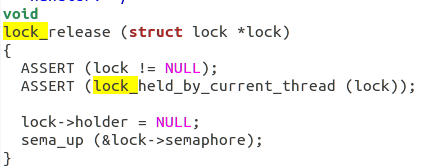 void
lock_release (struct lock *lock)
{
  ASSERT (lock != NULL);
  ASSERT (lock_held_by_current_thread (lock));

  lock->holder = NULL;
  sema_up (&lock->semaphore);
}